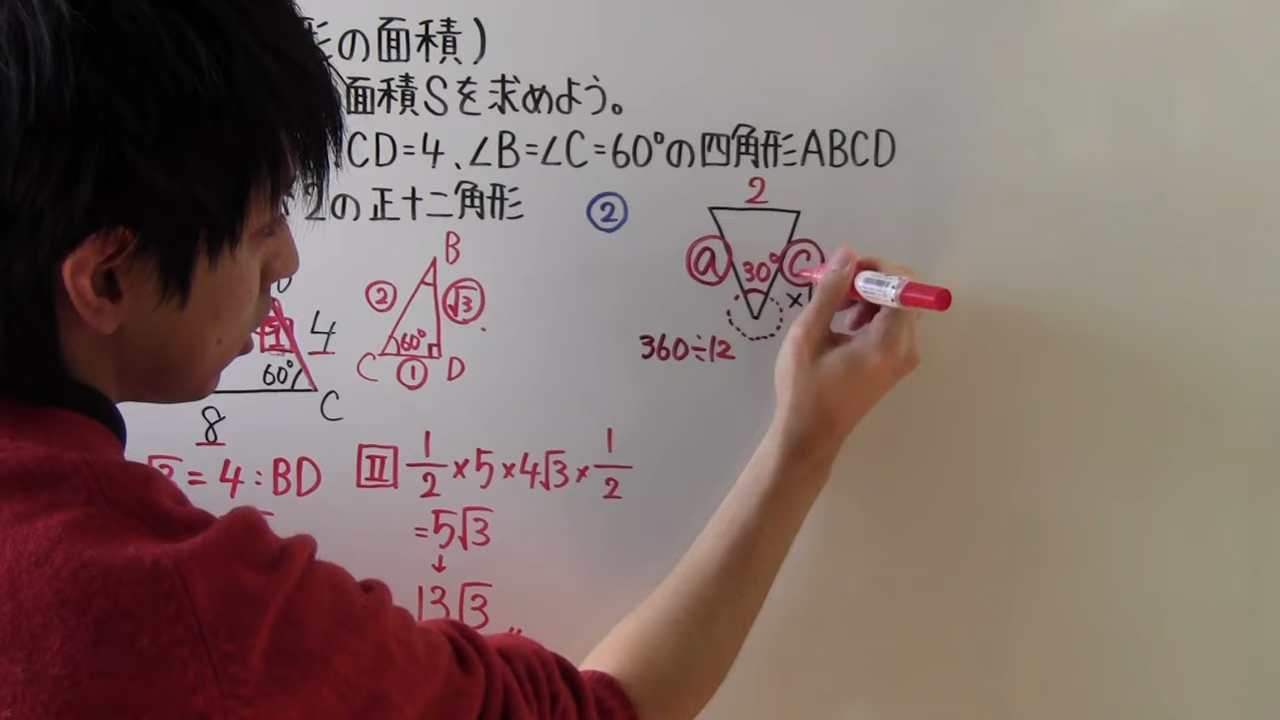 形の面積)
面積Sを求めよう。
CD=4、∠B=∠C=60°の四角形ABCD
2の正十二角形
②
2
a
30°
C
×
360÷12
B
②
√3
60°
C
①
D
1
4
60°
C
8
=4:BD
Ⅱ 1/2×5×4√3×1/2
=5√3
↓
13√3〃